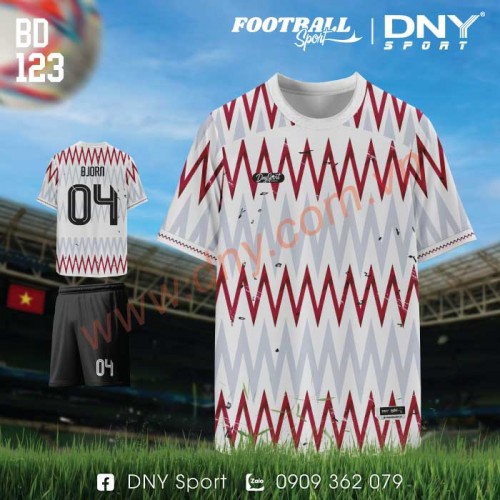 BD
123
FOOTBALL
Sport
DNY®
SPORT
BJORN
04
04
www.dny.com.vn
DNY Sport
Zalo
0909 362 079